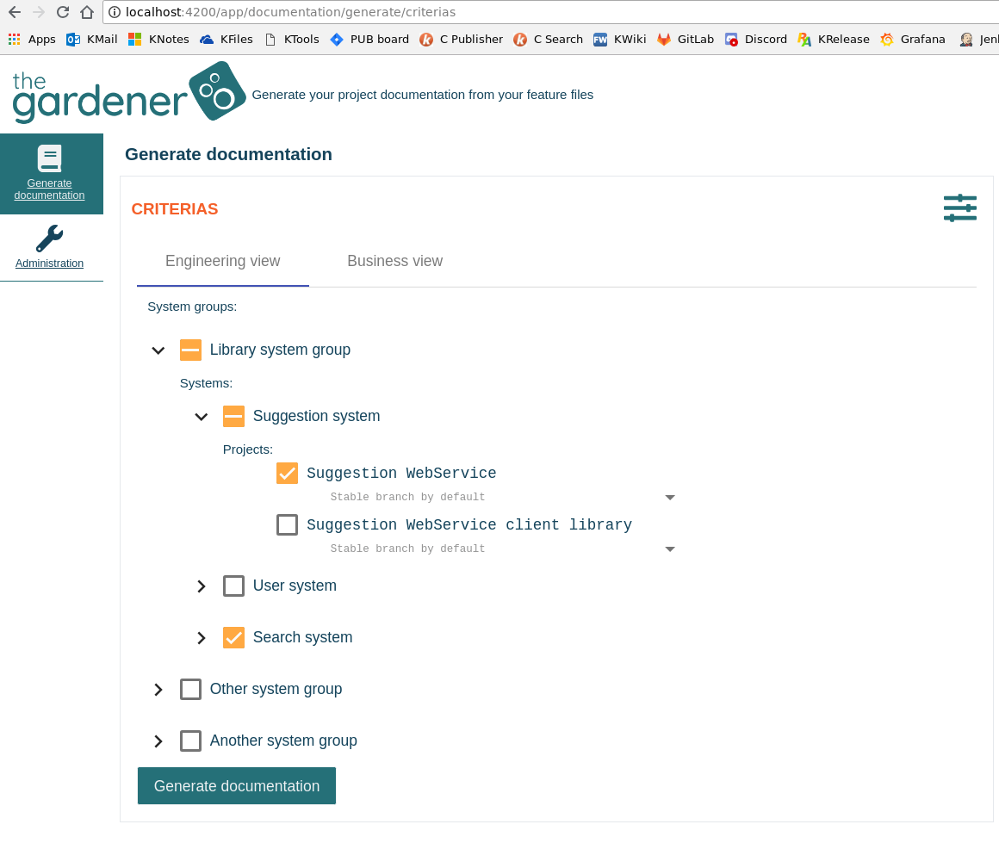 localhost:4200/app/documentation/generate/criterias
Apps KMail KNotes KFiles KTools PUB board C Publisher C Search KWiki GitLab Discord KRelease Grafana
the
gardener
Generate your project documentation from your feature files
Generate
documentation
Administration
Generate documentation
CRITERIAS
Engineering view Business view
System groups:
Library system group
Systems:
Suggestion system
Projects:
Suggestion WebService
Stable branch by default
Suggestion WebService client library
Stable branch by default
User system
Search system
Other system group
Another system group
Generate documentation